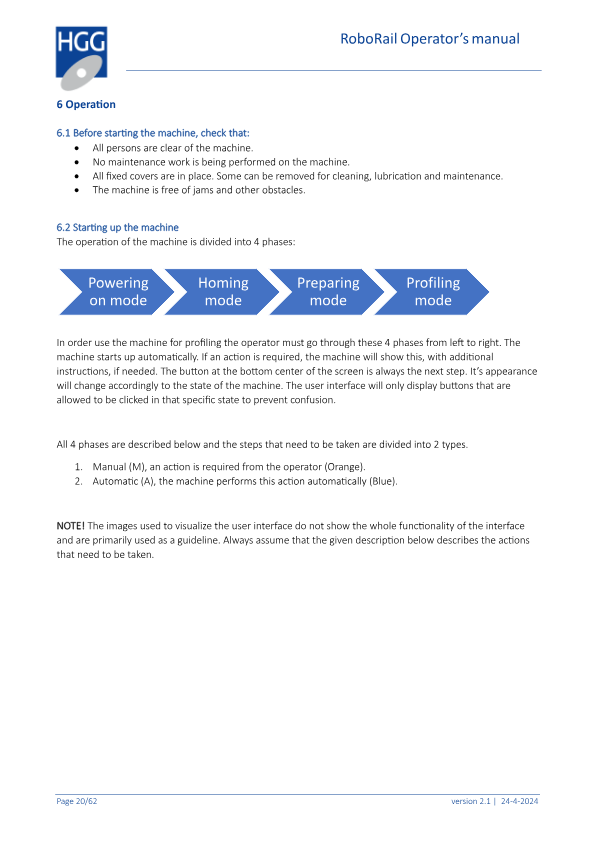 HGG
RoboRail Operator's manual
6 Operation
6.1 Before starting the machine, check that:
• All persons are clear of the machine.
• No maintenance work is being performed on the machine.
• All fixed covers are in place. Some can be removed for cleaning, lubrication and maintenance.
• The machine is free of jams and other obstacles.
6.2 Starting up the machine
The operation of the machine is divided into 4 phases:
Powering
on mode
Homing
mode
Preparing
mode
Profiling
mode
In order use the machine for profiling the operator must go through these 4 phases from left to right. The
machine starts up automatically. If an action is required, the machine will show this, with additional
instructions, if needed. The button at the bottom center of the screen is always the next step. It's appearance
will change accordingly to the state of the machine. The user interface will only display buttons that are
allowed to be clicked in that specific state to prevent confusion.
All 4 phases are described below and the steps that need to be taken are divided into 2 types.
1. Manual (M), an action is required from the operator (Orange).
2. Automatic (A), the machine performs this action automatically (Blue).
NOTE! The images used to visualize the user interface do not show the whole functionality of the interface
and are primarily used as a guideline. Always assume that the given description below describes the actions
that need to be taken.
Page 20/62
version 2.1 | 24-4-2024